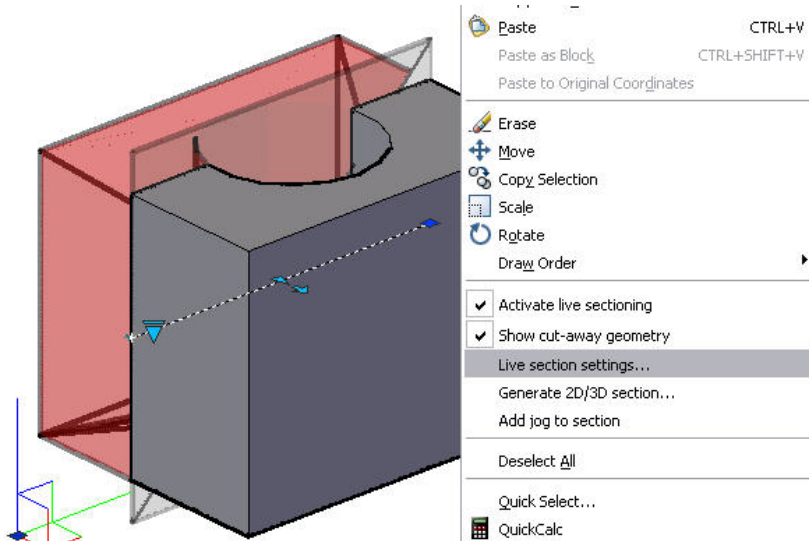 Paste CTRL+V
Paste as Block CTRL+SHIFT+V
Paste to Original Coordinates
Erase
Move
Copy Selection
Scale
Rotate
Draw Order
Activate live sectioning
Show cut-away geometry
Live section settings...
Generate 2D/3D section...
Add jog to section
Deselect All
Quick Select...
QuickCalc